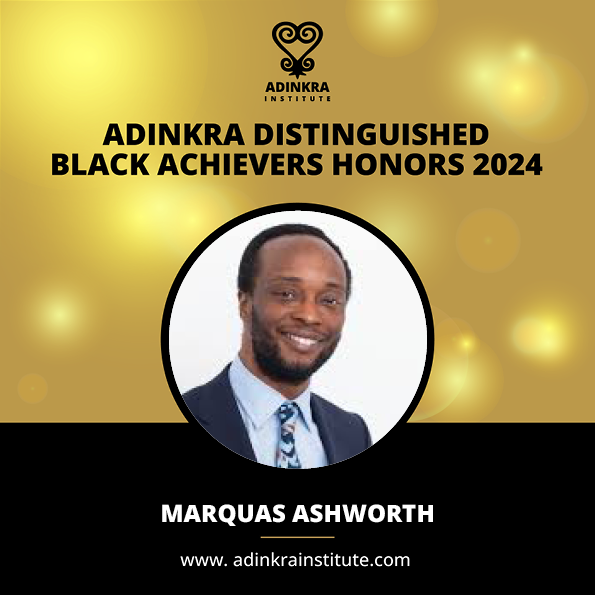 ADINKRA
INSTITUTE
ADINKRA DISTINGUISHED
BLACK ACHIEVERS HONORS 2024
MARQUAS ASHWORTH
www. adinkrainstitute.com